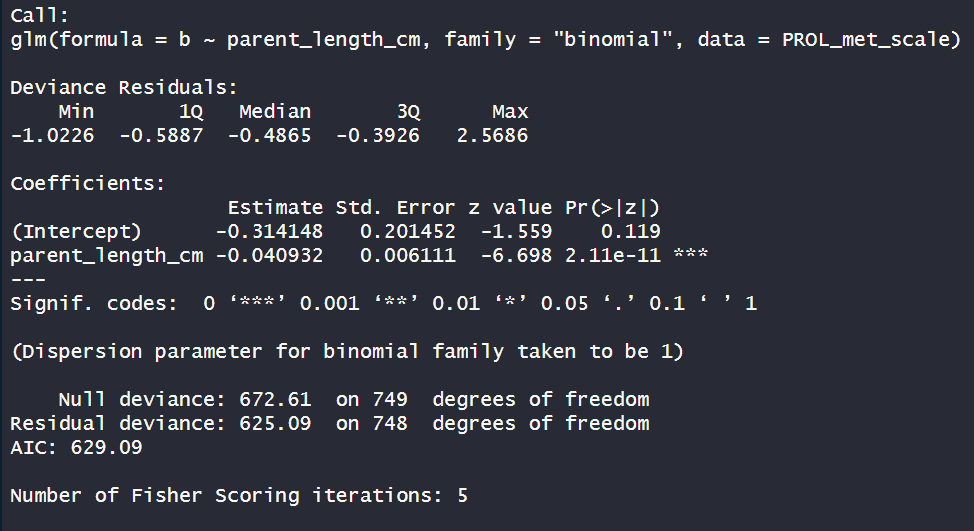 Call:
glm(formula = b ~ parent_length_cm, family = "binomial", data = PROL_met_scale)
Deviance Residuals:
    Min       1Q   Median       3Q      Max
-1.0226  -0.5887  -0.4865  -0.3926   2.5686
Coefficients:
                  Estimate Std. Error z value Pr(>|z|)
(Intercept)      -0.314148   0.201452  -1.559    0.119
parent_length_cm -0.040932   0.006111  -6.698 2.11e-11 ***
---
Signif. codes:  0 ‘***’ 0.001 ‘**’ 0.01 ‘*’ 0.05 ‘.’ 0.1 ‘ ’ 1
(Dispersion parameter for binomial family taken to be 1)
    Null deviance: 672.61  on 749  degrees of freedom
Residual deviance: 625.09  on 748  degrees of freedom
AIC: 629.09
Number of Fisher Scoring iterations: 5